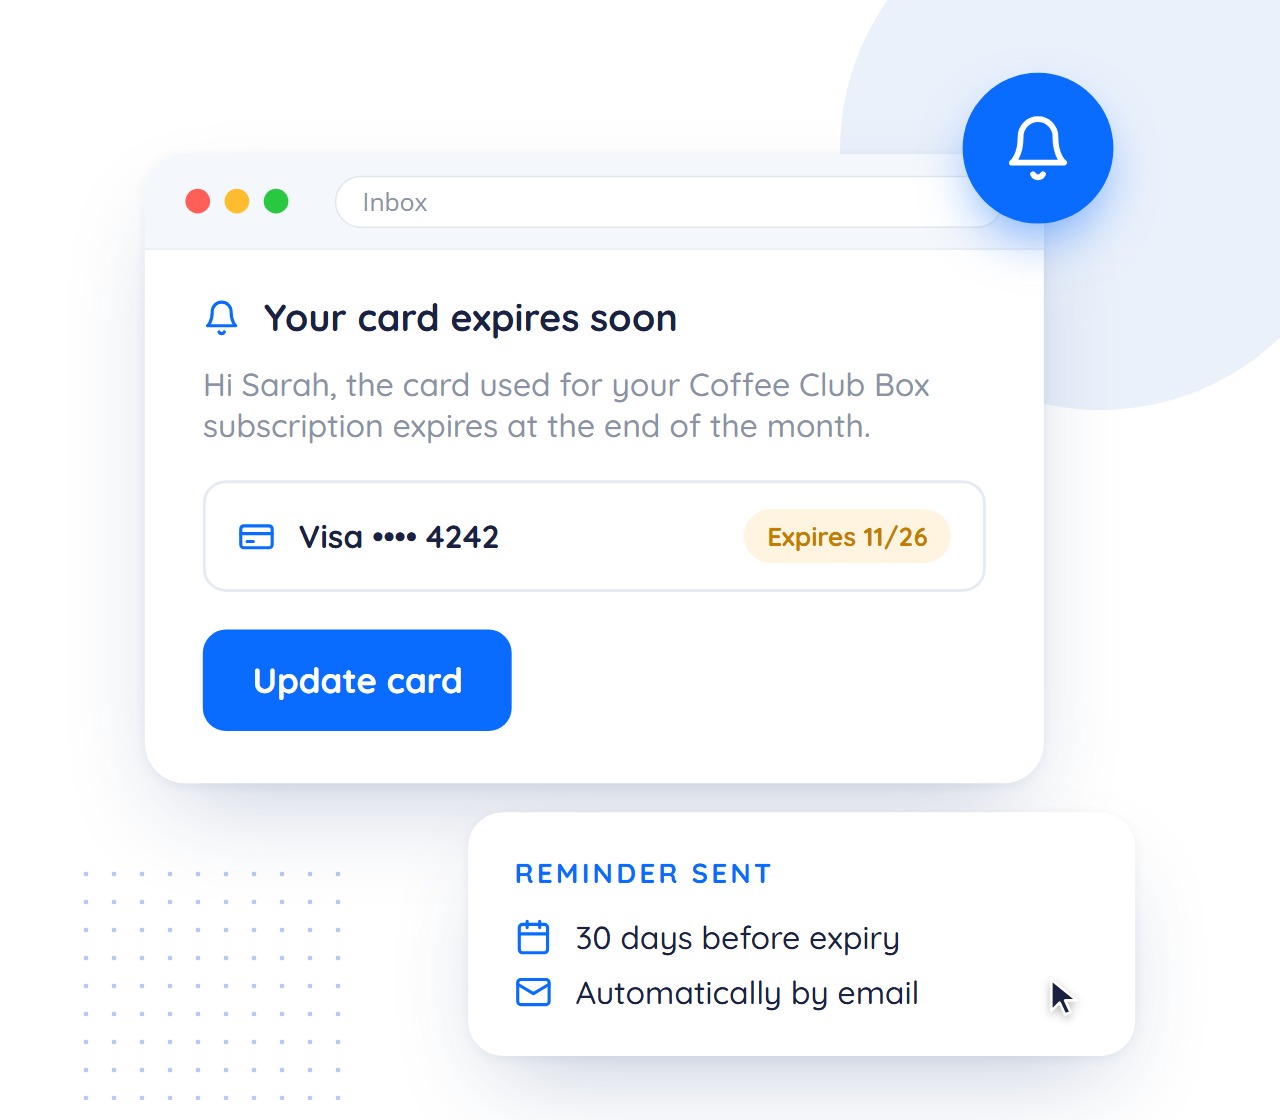 Inbox
Your card expires soon
Hi Sarah, the card used for your Coffee Club Box
subscription expires at the end of the month.
Visa •••• 4242
Expires 11/26
Update card
REMINDER SENT
30 days before expiry
Automatically by email